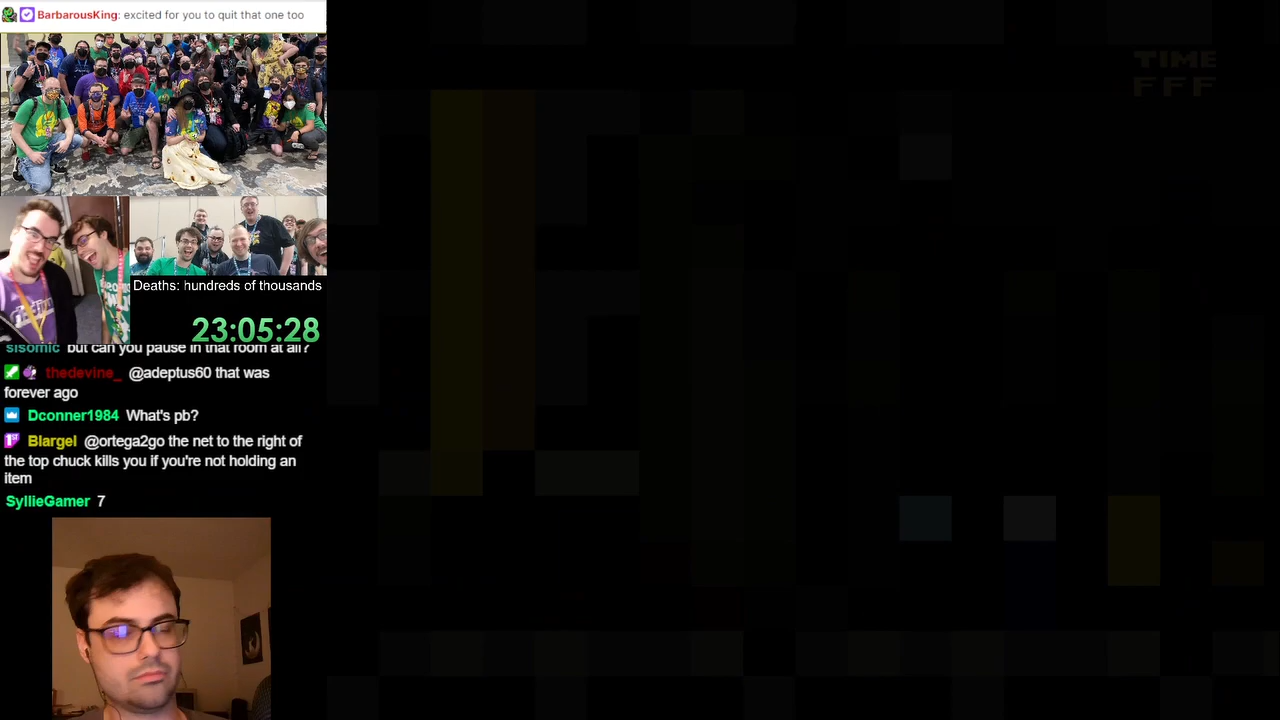 BarbarousKing: excited for you to quit that one too
TIME
FFF
Deaths: hundreds of thousands
23:05:28
sisomic but can you pause in that room at all?
thedevine_ @adeptus60 that was
forever ago
Dconner1984 What's pb?
Blargel @ortega2go the net to the right of
the top chuck kills you if you're not holding an
item
SyllieGamer 7